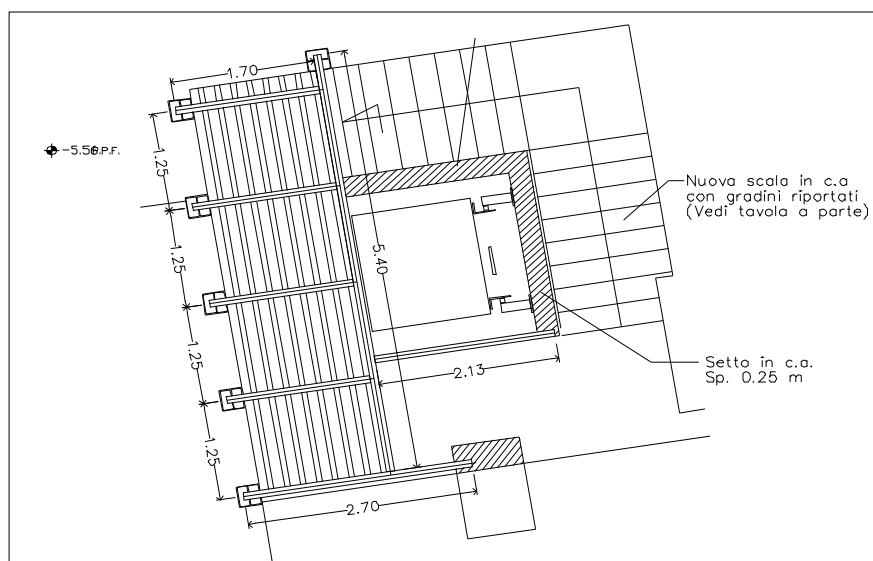 1.70
-5.50 B.P.F.
1.25
1.25
1.25
1.25
5.40
2.13
2.70
Nuova scala in c.a
con gradini riportati
(Vedi tavola a parte)
Setto in c.a.
Sp. 0.25 m